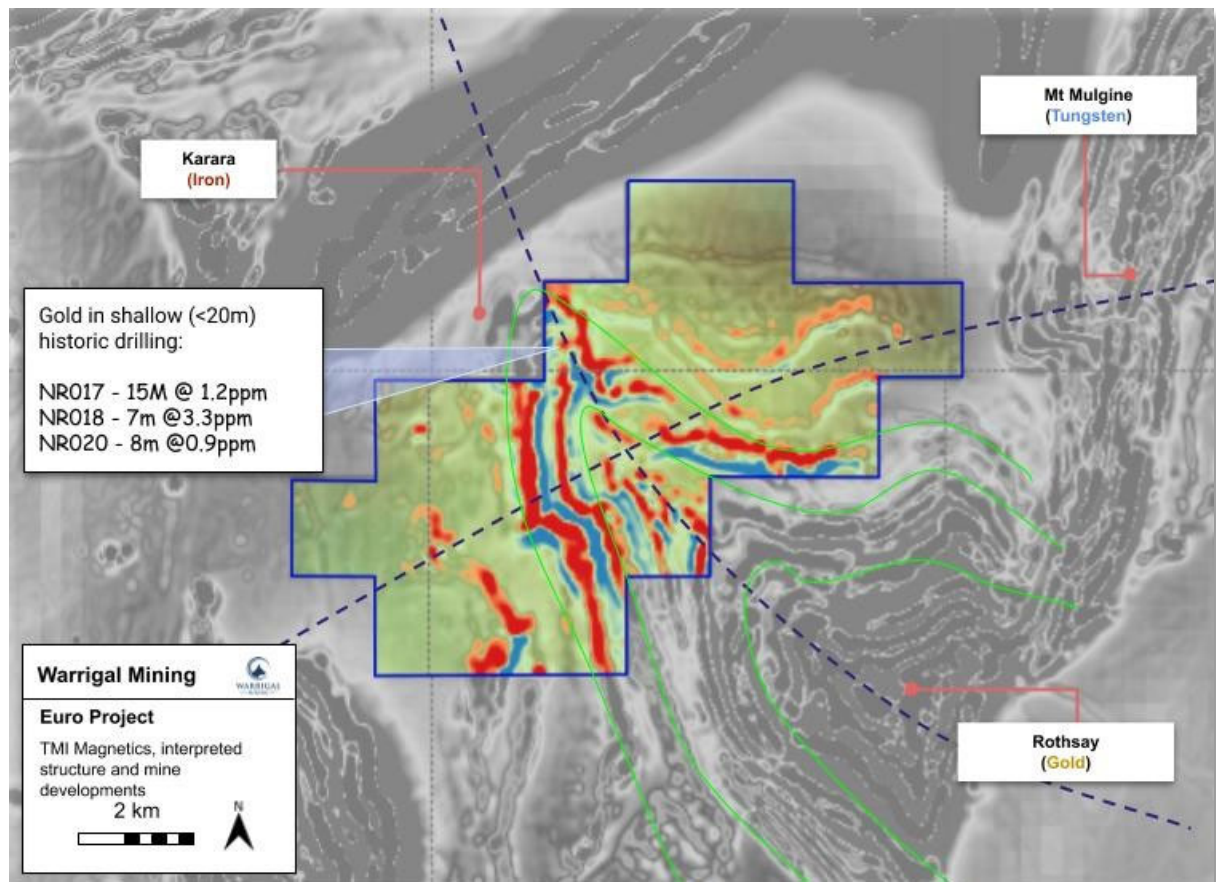 Mt Mulgine
(Tungsten)
Karara
(Iron)
Gold in shallow (<20m)
historic drilling:
NR017 - 15M @ 1.2ppm
NR018 - 7m @3.3ppm
NR020 - 8m @0.9ppm
Warrigal Mining
WARRIGAL
Euro Project
TMI Magnetics, interpreted
structure and mine
developments
2 km
N
Rothsay
(Gold)